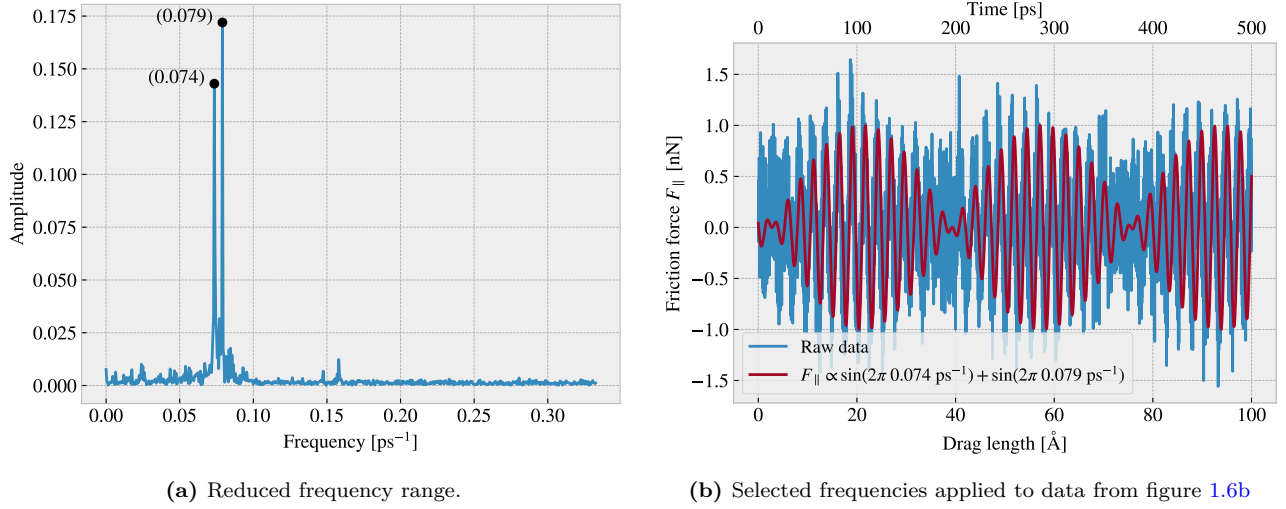 0.175
0.150
0.125
0.100
0.075
0.050
0.025
0.000
Amplitude
(0.079)
(0.074)
0.00 0.05 0.10 0.15 0.20 0.25 0.30
Frequency [ps⁻¹]
(a) Reduced frequency range.
Time [ps]
0 100 200 300 400 500
1.5
1.0
0.5
0.0
−0.5
−1.0
−1.5
Friction force F∥ [nN]
Raw data
F∥ ∝ sin(2π 0.074 ps⁻¹) + sin(2π 0.079 ps⁻¹)
0 20 40 60 80 100
Drag length [Å]
(b) Selected frequencies applied to data from figure 1.6b